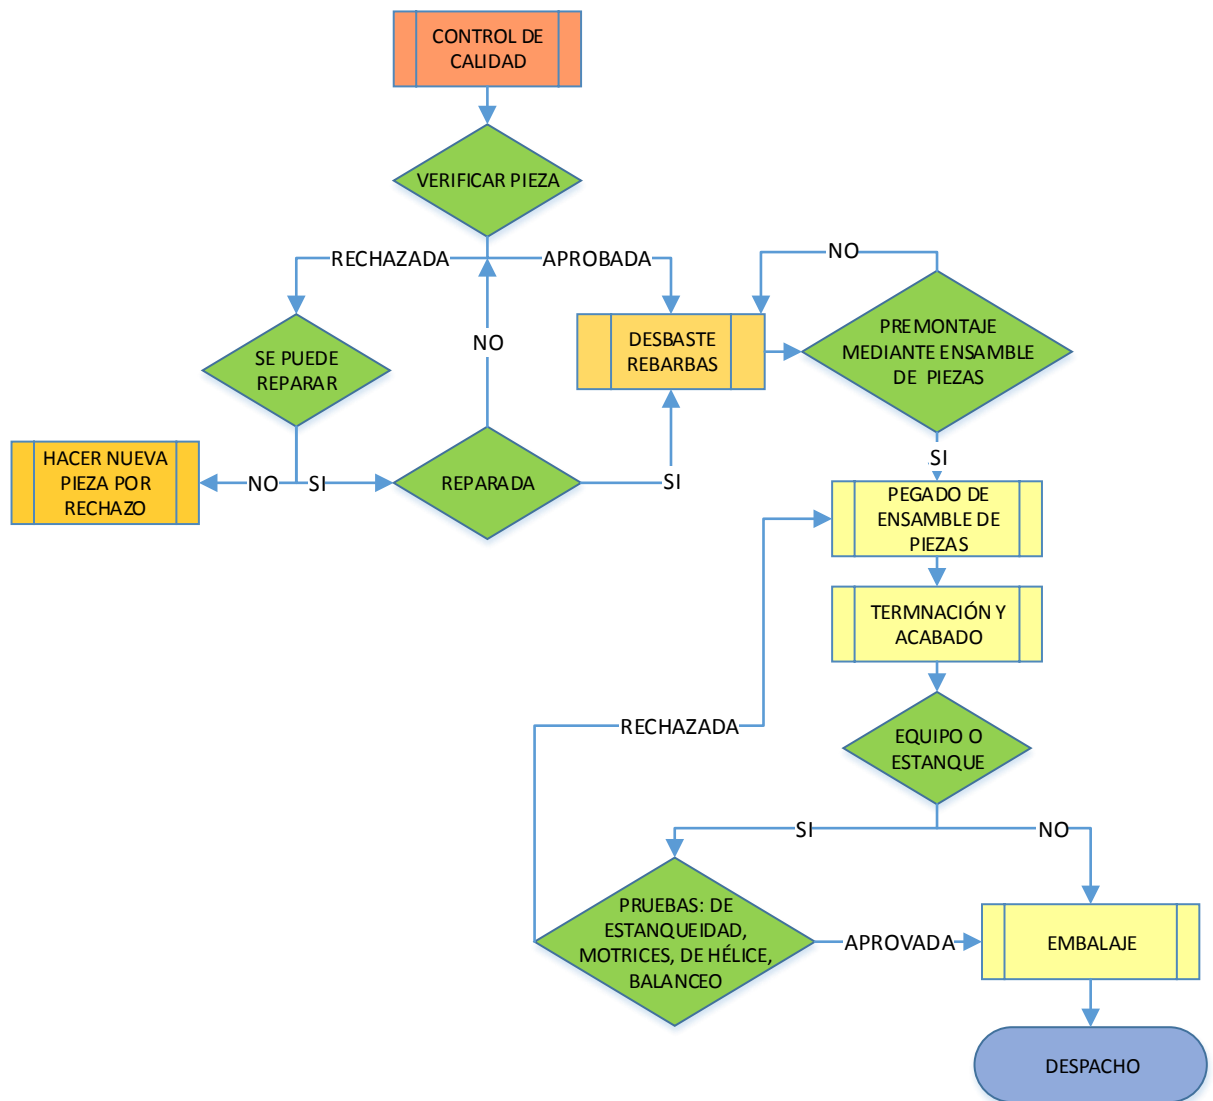 CONTROL DE
CALIDAD
VERIFICAR PIEZA
RECHAZADA
APROBADA
NO
SE PUEDE
REPARAR
NO
DESBASTE
REBARBAS
PREMONTAJE
MEDIANTE ENSAMBLE
DE PIEZAS
HACER NUEVA
PIEZA POR
RECHAZO
NO
SI
REPARADA
SI
SI
PEGADO DE
ENSAMBLE DE
PIEZAS
TERMNACIÓN Y
ACABADO
RECHAZADA
EQUIPO O
ESTANQUE
SI
NO
PRUEBAS: DE
ESTANQUEIDAD,
MOTRICES, DE HÉLICE,
BALANCEO
APROVADA
EMBALAJE
DESPACHO